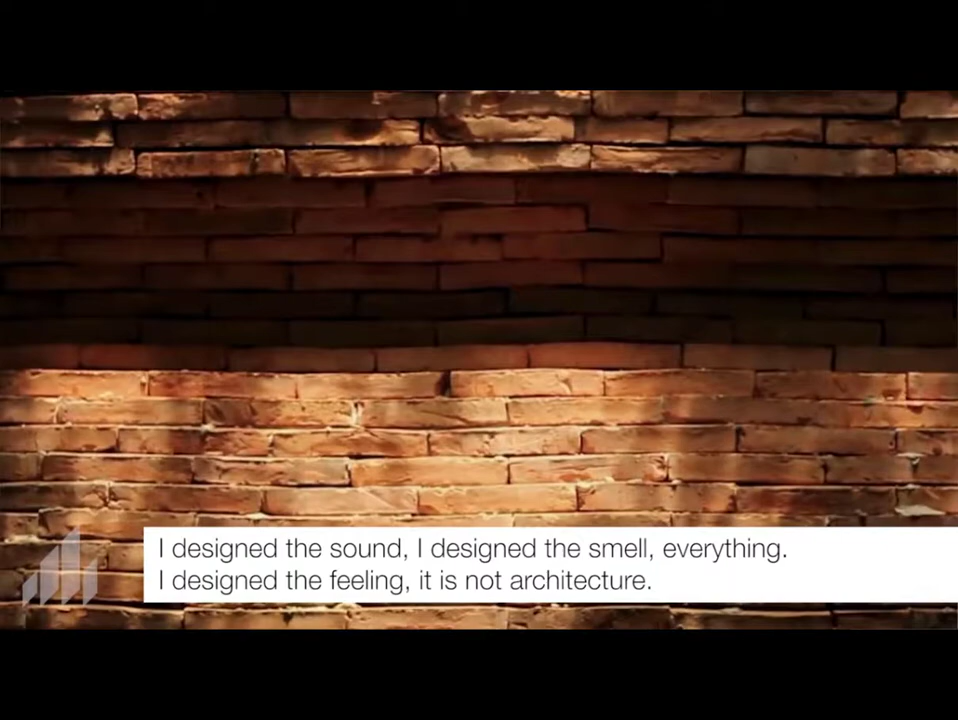 I designed the sound, I designed the smell, everything.
I designed the feeling, it is not architecture.